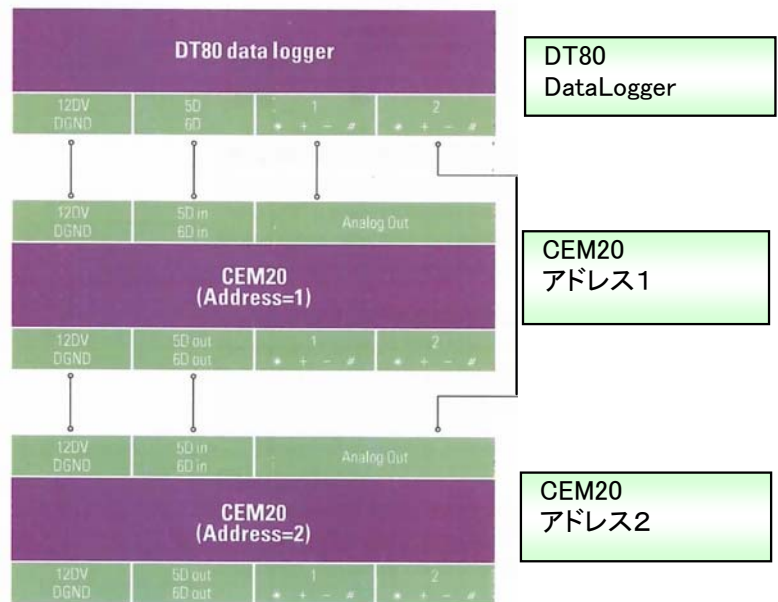 DT80 data logger
12DV 5D 1 2
DGND 6D * + - # * + - #
DT80
DataLogger
12DV 5D in Analog Out
DGND 6D in
CEM20
(Address=1)
12DV 5D out 1 2
DGND 6D out * + - # * + - #
CEM20
アドレス1
12DV 5D in Analog Out
DGND 6D in
CEM20
(Address=2)
12DV 5D out 1 2
DGND 6D out * + - # * + - #
CEM20
アドレス2